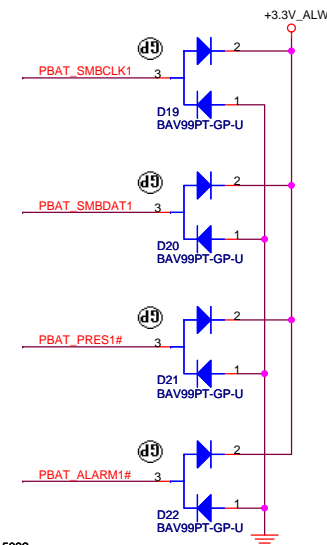 +3.3V_ALW
GP
2
PBAT_SMBCLK1
3
1
D19
BAV99PT-GP-U
GP
2
PBAT_SMBDAT1
3
1
D20
BAV99PT-GP-U
GP
2
PBAT_PRES1#
3
1
D21
BAV99PT-GP-U
GP
2
PBAT_ALARM1#
3
1
D22
BAV99PT-GP-U